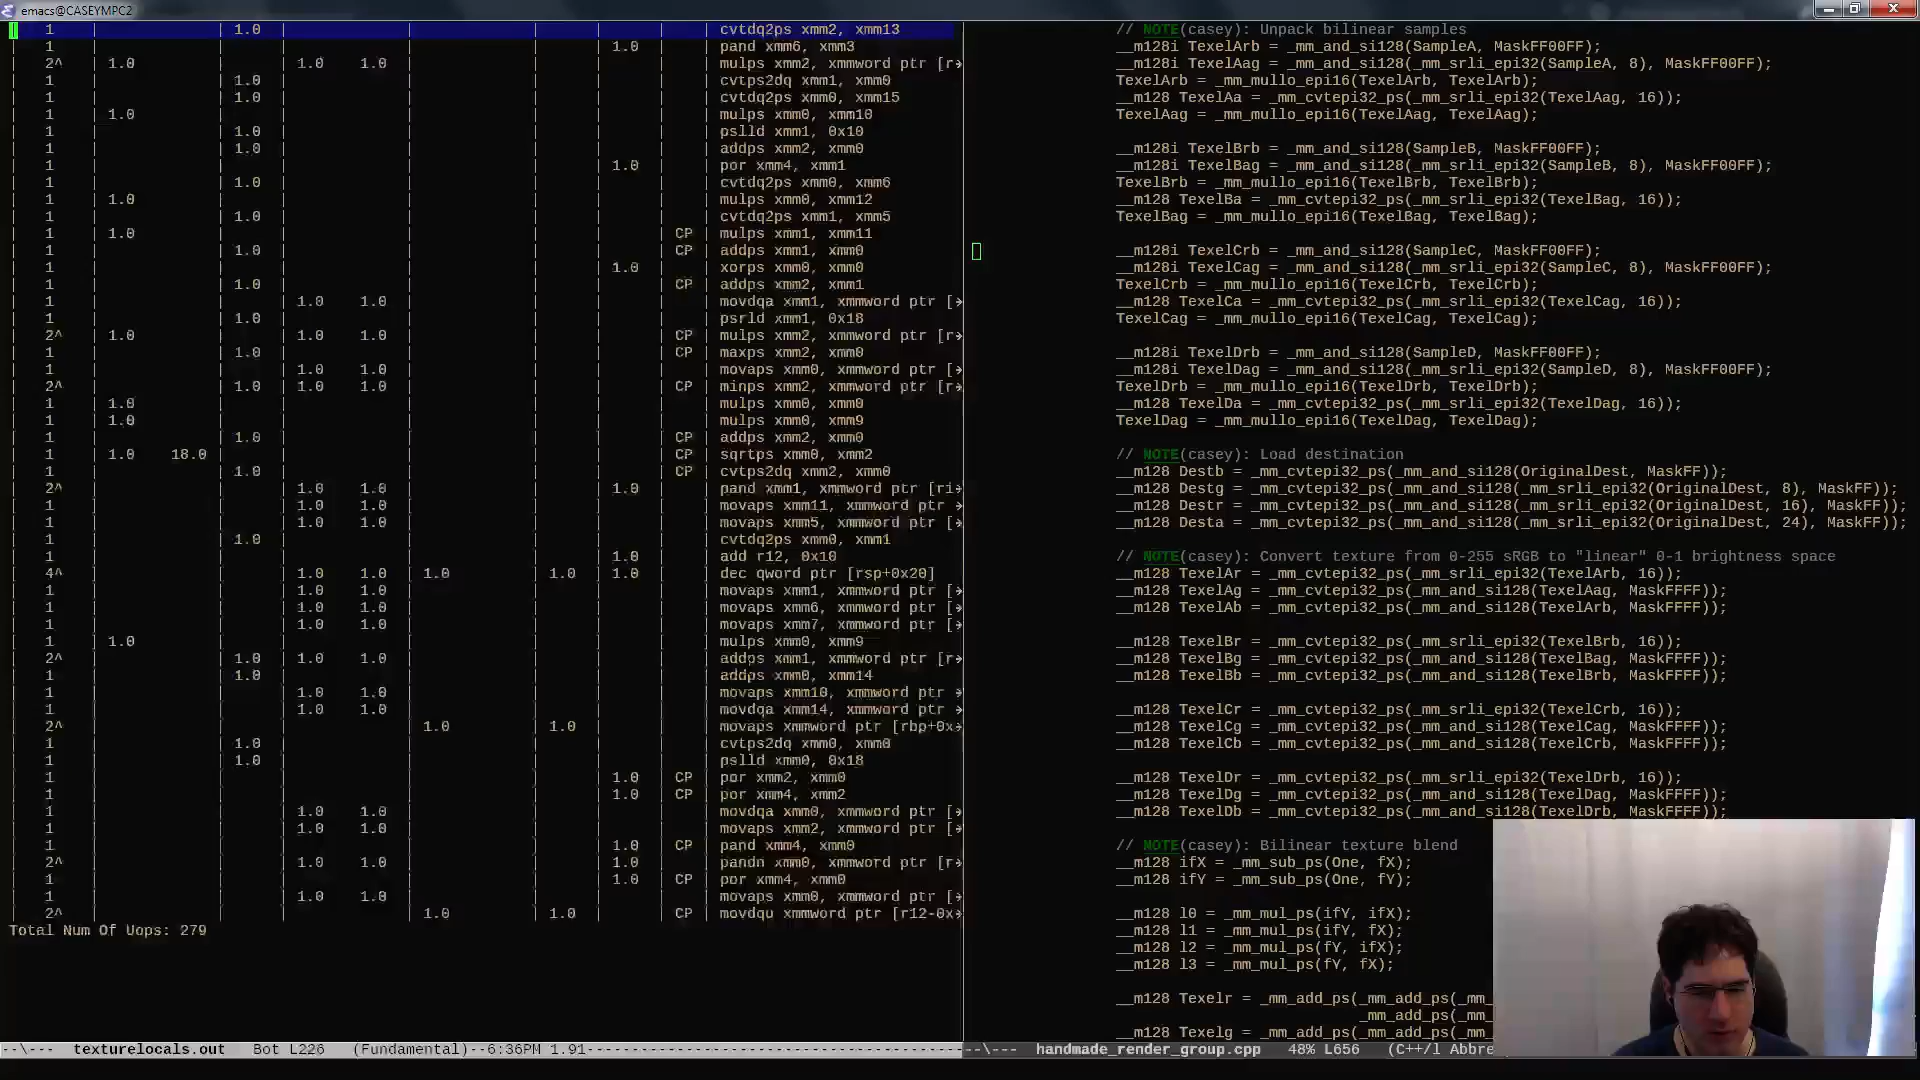 emacs@CASEYMPC2
1 1.0 cvtdq2ps xmm2, xmm13
1 1.0 pand xmm6, xmm3
2^ 1.0 1.0 1.0 mulps xmm2, xmmword ptr [r→
1 1.0 cvtps2dq xmm1, xmm0
1 1.0 cvtdq2ps xmm0, xmm15
1 1.0 mulps xmm0, xmm10
1 1.0 pslld xmm1, 0x10
1 1.0 addps xmm2, xmm0
1 1.0 por xmm4, xmm1
1 1.0 cvtdq2ps xmm0, xmm6
1 1.0 mulps xmm0, xmm12
1 1.0 cvtdq2ps xmm1, xmm5
1 1.0 CP mulps xmm1, xmm11
1 1.0 CP addps xmm1, xmm0
1 1.0 xorps xmm0, xmm0
1 1.0 CP addps xmm2, xmm1
1 1.0 1.0 movdqa xmm1, xmmword ptr [→
1 1.0 psrld xmm1, 0x18
2^ 1.0 1.0 1.0 CP mulps xmm2, xmmword ptr [r→
1 1.0 CP maxps xmm2, xmm0
1 1.0 1.0 movaps xmm0, xmmword ptr [→
2^ 1.0 1.0 1.0 CP minps xmm2, xmmword ptr [r→
1 1.0 mulps xmm0, xmm0
1 1.0 mulps xmm0, xmm9
1 1.0 CP addps xmm2, xmm0
1 1.0 18.0 CP sqrtps xmm0, xmm2
1 1.0 CP cvtps2dq xmm2, xmm0
2^ 1.0 1.0 1.0 pand xmm1, xmmword ptr [ri→
1 1.0 1.0 movaps xmm11, xmmword ptr [→
1 1.0 1.0 movaps xmm5, xmmword ptr [→
1 1.0 cvtdq2ps xmm0, xmm1
1 1.0 add r12, 0x10
4^ 1.0 1.0 1.0 1.0 1.0 dec qword ptr [rsp+0x20]
1 1.0 1.0 movaps xmm1, xmmword ptr [→
1 1.0 1.0 movaps xmm6, xmmword ptr [→
1 1.0 1.0 movaps xmm7, xmmword ptr [→
1 1.0 mulps xmm0, xmm9
2^ 1.0 1.0 1.0 addps xmm1, xmmword ptr [r→
1 1.0 addps xmm0, xmm14
1 1.0 1.0 movaps xmm10, xmmword ptr →
1 1.0 1.0 movdqa xmm14, xmmword ptr →
2^ 1.0 1.0 movaps xmmword ptr [rbp+0x→
1 1.0 cvtps2dq xmm0, xmm0
1 1.0 pslld xmm0, 0x18
1 1.0 CP por xmm2, xmm0
1 1.0 CP por xmm4, xmm2
1 1.0 1.0 movdqa xmm0, xmmword ptr [→
1 1.0 1.0 movaps xmm2, xmmword ptr [→
1 1.0 CP pand xmm4, xmm0
2^ 1.0 1.0 1.0 pandn xmm0, xmmword ptr [r→
1 1.0 CP por xmm4, xmm0
1 1.0 1.0 movaps xmm0, xmmword ptr [→
2^ 1.0 1.0 CP movdqu xmmword ptr [r12-0x→
Total Num Of Uops: 279
--\--- texturelocals.out Bot L226 (Fundamental)--6:36PM 1.91
// NOTE(casey): Unpack bilinear samples
__m128i TexelArb = _mm_and_si128(SampleA, MaskFF00FF);
__m128i TexelAag = _mm_and_si128(_mm_srli_epi32(SampleA, 8), MaskFF00FF);
TexelArb = _mm_mullo_epi16(TexelArb, TexelArb);
__m128 TexelAa = _mm_cvtepi32_ps(_mm_srli_epi32(TexelAag, 16));
TexelAag = _mm_mullo_epi16(TexelAag, TexelAag);
__m128i TexelBrb = _mm_and_si128(SampleB, MaskFF00FF);
__m128i TexelBag = _mm_and_si128(_mm_srli_epi32(SampleB, 8), MaskFF00FF);
TexelBrb = _mm_mullo_epi16(TexelBrb, TexelBrb);
__m128 TexelBa = _mm_cvtepi32_ps(_mm_srli_epi32(TexelBag, 16));
TexelBag = _mm_mullo_epi16(TexelBag, TexelBag);
__m128i TexelCrb = _mm_and_si128(SampleC, MaskFF00FF);
__m128i TexelCag = _mm_and_si128(_mm_srli_epi32(SampleC, 8), MaskFF00FF);
TexelCrb = _mm_mullo_epi16(TexelCrb, TexelCrb);
__m128 TexelCa = _mm_cvtepi32_ps(_mm_srli_epi32(TexelCag, 16));
TexelCag = _mm_mullo_epi16(TexelCag, TexelCag);
__m128i TexelDrb = _mm_and_si128(SampleD, MaskFF00FF);
__m128i TexelDag = _mm_and_si128(_mm_srli_epi32(SampleD, 8), MaskFF00FF);
TexelDrb = _mm_mullo_epi16(TexelDrb, TexelDrb);
__m128 TexelDa = _mm_cvtepi32_ps(_mm_srli_epi32(TexelDag, 16));
TexelDag = _mm_mullo_epi16(TexelDag, TexelDag);
// NOTE(casey): Load destination
__m128 Destb = _mm_cvtepi32_ps(_mm_and_si128(OriginalDest, MaskFF));
__m128 Destg = _mm_cvtepi32_ps(_mm_and_si128(_mm_srli_epi32(OriginalDest, 8), MaskFF));
__m128 Destr = _mm_cvtepi32_ps(_mm_and_si128(_mm_srli_epi32(OriginalDest, 16), MaskFF));
__m128 Desta = _mm_cvtepi32_ps(_mm_and_si128(_mm_srli_epi32(OriginalDest, 24), MaskFF));
// NOTE(casey): Convert texture from 0-255 sRGB to "linear" 0-1 brightness space
__m128 TexelAr = _mm_cvtepi32_ps(_mm_srli_epi32(TexelArb, 16));
__m128 TexelAg = _mm_cvtepi32_ps(_mm_and_si128(TexelAag, MaskFFFF));
__m128 TexelAb = _mm_cvtepi32_ps(_mm_and_si128(TexelArb, MaskFFFF));
__m128 TexelBr = _mm_cvtepi32_ps(_mm_srli_epi32(TexelBrb, 16));
__m128 TexelBg = _mm_cvtepi32_ps(_mm_and_si128(TexelBag, MaskFFFF));
__m128 TexelBb = _mm_cvtepi32_ps(_mm_and_si128(TexelBrb, MaskFFFF));
__m128 TexelCr = _mm_cvtepi32_ps(_mm_srli_epi32(TexelCrb, 16));
__m128 TexelCg = _mm_cvtepi32_ps(_mm_and_si128(TexelCag, MaskFFFF));
__m128 TexelCb = _mm_cvtepi32_ps(_mm_and_si128(TexelCrb, MaskFFFF));
__m128 TexelDr = _mm_cvtepi32_ps(_mm_srli_epi32(TexelDrb, 16));
__m128 TexelDg = _mm_cvtepi32_ps(_mm_and_si128(TexelDag, MaskFFFF));
__m128 TexelDb = _mm_cvtepi32_ps(_mm_and_si128(TexelDrb, MaskFFFF));
// NOTE(casey): Bilinear texture blend
__m128 ifX = _mm_sub_ps(One, fX);
__m128 ifY = _mm_sub_ps(One, fY);
__m128 l0 = _mm_mul_ps(ifY, ifX);
__m128 l1 = _mm_mul_ps(ifY, fX);
__m128 l2 = _mm_mul_ps(fY, ifX);
__m128 l3 = _mm_mul_ps(fY, fX);
__m128 Texelr = _mm_add_ps(_mm_add_ps(_mm_
_mm_add_ps(_mm_
__m128 Texelg = _mm_add_ps(_mm_add_ps(_mm_
--\--- handmade_render_group.cpp 48% L656 (C++/l Abbre